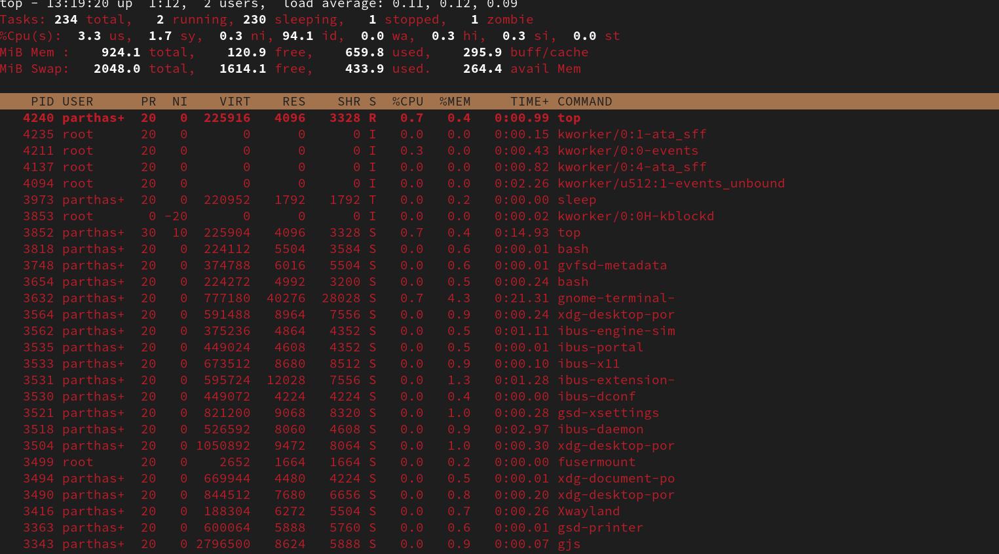 top - 13:19:20 up  1:12,  2 users,  load average: 0.11, 0.12, 0.09
Tasks: 234 total,   2 running, 230 sleeping,   1 stopped,   1 zombie
%Cpu(s):  3.3 us,  1.7 sy,  0.3 ni, 94.1 id,  0.0 wa,  0.3 hi,  0.3 si,  0.0 st
MiB Mem :    924.1 total,    120.9 free,    659.8 used,    295.9 buff/cache
MiB Swap:   2048.0 total,   1614.1 free,    433.9 used.    264.4 avail Mem
PID USER      PR  NI    VIRT    RES    SHR S  %CPU  %MEM     TIME+ COMMAND
4240 parthas+  20   0  225916   4096   3328 R   0.7   0.4   0:00.99 top
4235 root      20   0       0      0      0 I   0.0   0.0   0:00.15 kworker/0:1-ata_sff
4211 root      20   0       0      0      0 I   0.3   0.0   0:00.43 kworker/0:0-events
4137 root      20   0       0      0      0 I   0.0   0.0   0:00.82 kworker/0:4-ata_sff
4094 root      20   0       0      0      0 I   0.0   0.0   0:02.26 kworker/u512:1-events_unbound
3973 parthas+  20   0  220952   1792   1792 T   0.0   0.2   0:00.00 sleep
3853 root       0 -20       0      0      0 I   0.0   0.0   0:00.02 kworker/0:0H-kblockd
3852 parthas+  30  10  225904   4096   3328 S   0.7   0.4   0:14.93 top
3818 parthas+  20   0  224112   5504   3584 S   0.0   0.6   0:00.01 bash
3748 parthas+  20   0  374788   6016   5504 S   0.0   0.6   0:00.01 gvfsd-metadata
3654 parthas+  20   0  224272   4992   3200 S   0.0   0.5   0:00.24 bash
3632 parthas+  20   0  777180  40276  28028 S   0.7   4.3   0:21.31 gnome-terminal-
3564 parthas+  20   0  591488   8964   7556 S   0.0   0.9   0:00.24 xdg-desktop-por
3562 parthas+  20   0  375236   4864   4352 S   0.0   0.5   0:01.11 ibus-engine-sim
3535 parthas+  20   0  449024   4608   4352 S   0.0   0.5   0:00.01 ibus-portal
3533 parthas+  20   0  673512   8680   8512 S   0.0   0.9   0:00.10 ibus-x11
3531 parthas+  20   0  595724  12028   7556 S   0.0   1.3   0:01.28 ibus-extension-
3530 parthas+  20   0  449072   4224   4224 S   0.0   0.4   0:00.00 ibus-dconf
3521 parthas+  20   0  821200   9068   8320 S   0.0   1.0   0:00.28 gsd-xsettings
3518 parthas+  20   0  526592   8060   4608 S   0.0   0.9   0:02.97 ibus-daemon
3504 parthas+  20   0 1050892   9472   8064 S   0.0   1.0   0:00.30 xdg-desktop-por
3499 root      20   0    2652   1664   1664 S   0.0   0.2   0:00.00 fusermount
3494 parthas+  20   0  669944   4480   4224 S   0.0   0.5   0:00.01 xdg-document-po
3490 parthas+  20   0  844512   7680   6656 S   0.0   0.8   0:00.20 xdg-desktop-por
3416 parthas+  20   0  188304   6272   5504 S   0.0   0.7   0:00.26 Xwayland
3363 parthas+  20   0  600064   5888   5760 S   0.0   0.6   0:00.01 gsd-printer
3343 parthas+  20   0 2796500   8624   5888 S   0.0   0.9   0:00.07 gjs